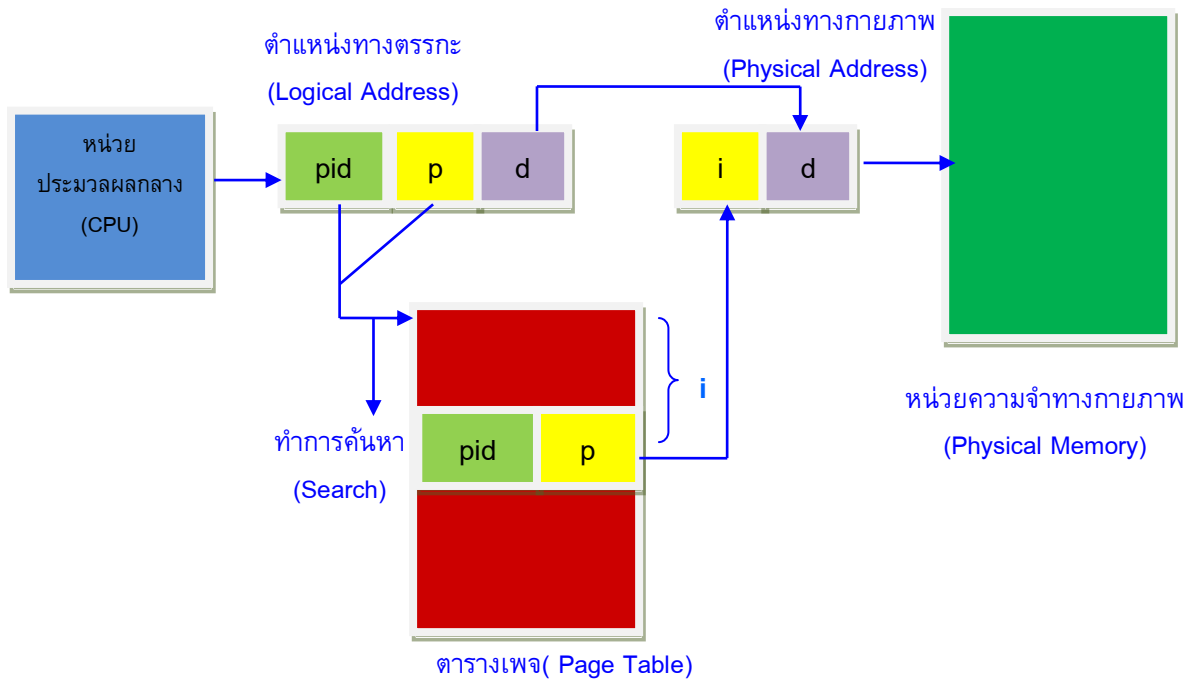 ตำแหน่งทางตรรกะ
(Logical Address)
ตำแหน่งทางกายภาพ
(Physical Address)
หน่วย
ประมวลผลกลาง
(CPU)
pid
p
d
i
d
i
ทำการค้นหา
(Search)
pid
p
หน่วยความจำทางกายภาพ
(Physical Memory)
ตารางเพจ( Page Table)